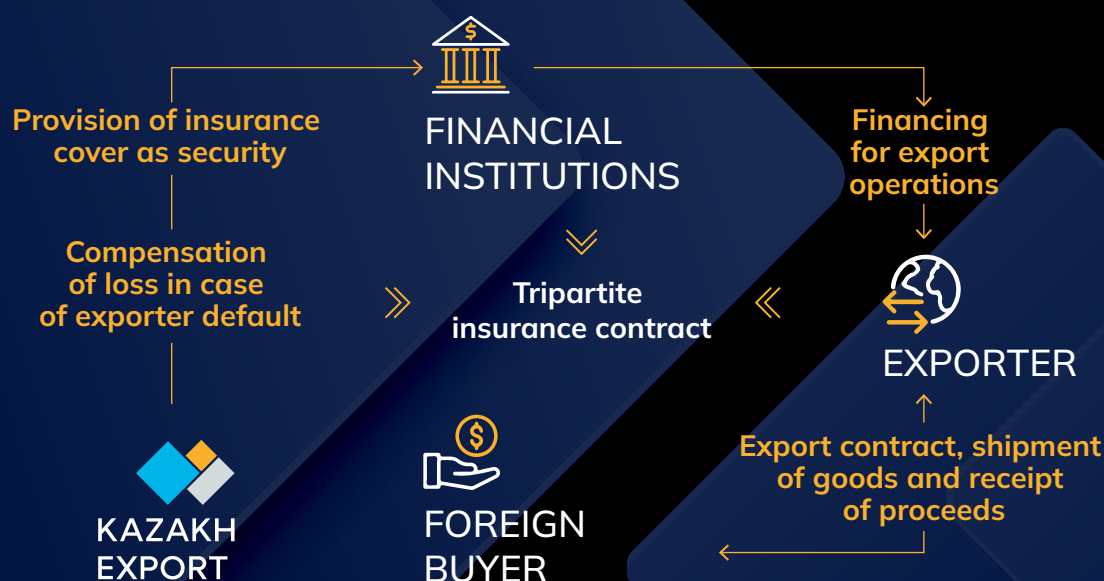 $
FINANCIAL
INSTITUTIONS
Provision of insurance
cover as security
Financing
for export
operations
Compensation
of loss in case
of exporter default
Tripartite
insurance contract
EXPORTER
$
Export contract, shipment
of goods and receipt
of proceeds
KAZAKH
EXPORT
FOREIGN
BUYER